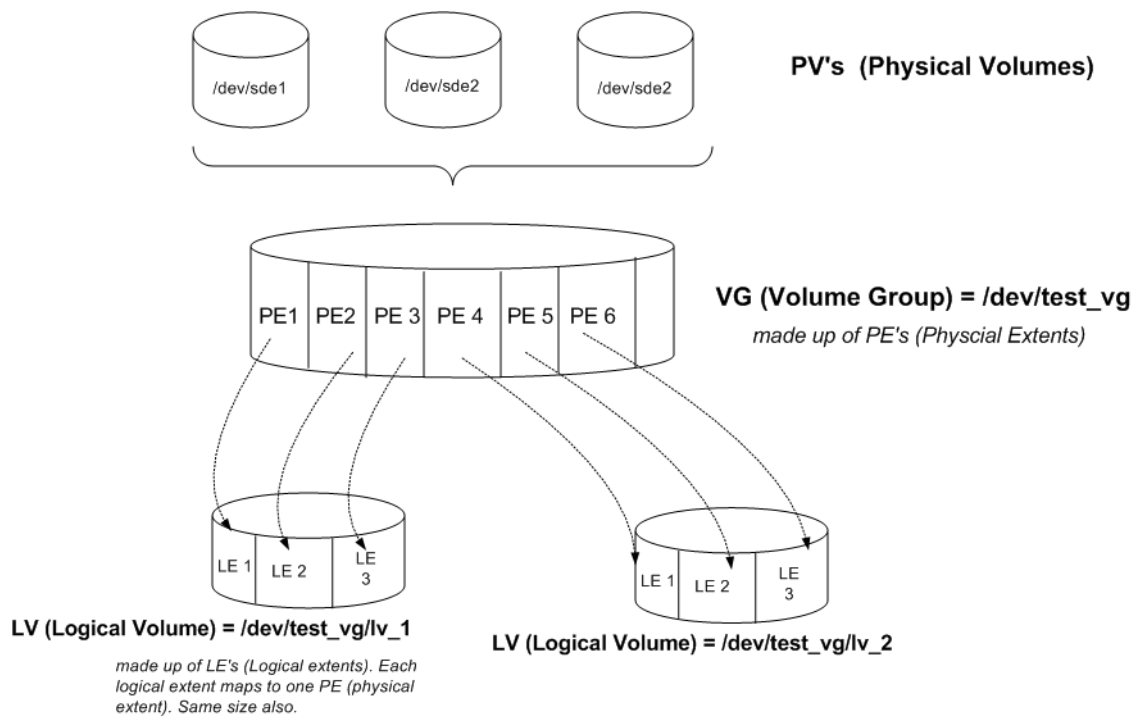 /dev/sde1
/dev/sde2
/dev/sde2
PV's (Physical Volumes)
PE1
PE2
PE 3
PE 4
PE 5
PE 6
VG (Volume Group) = /dev/test_vg
made up of PE's (Physcial Extents)
LE 1
LE 2
LE
3
LV (Logical Volume) = /dev/test_vg/lv_1
made up of LE's (Logical extents). Each
logical extent maps to one PE (physical
extent). Same size also.
LE 1
LE 2
LE
3
LV (Logical Volume) = /dev/test_vg/lv_2